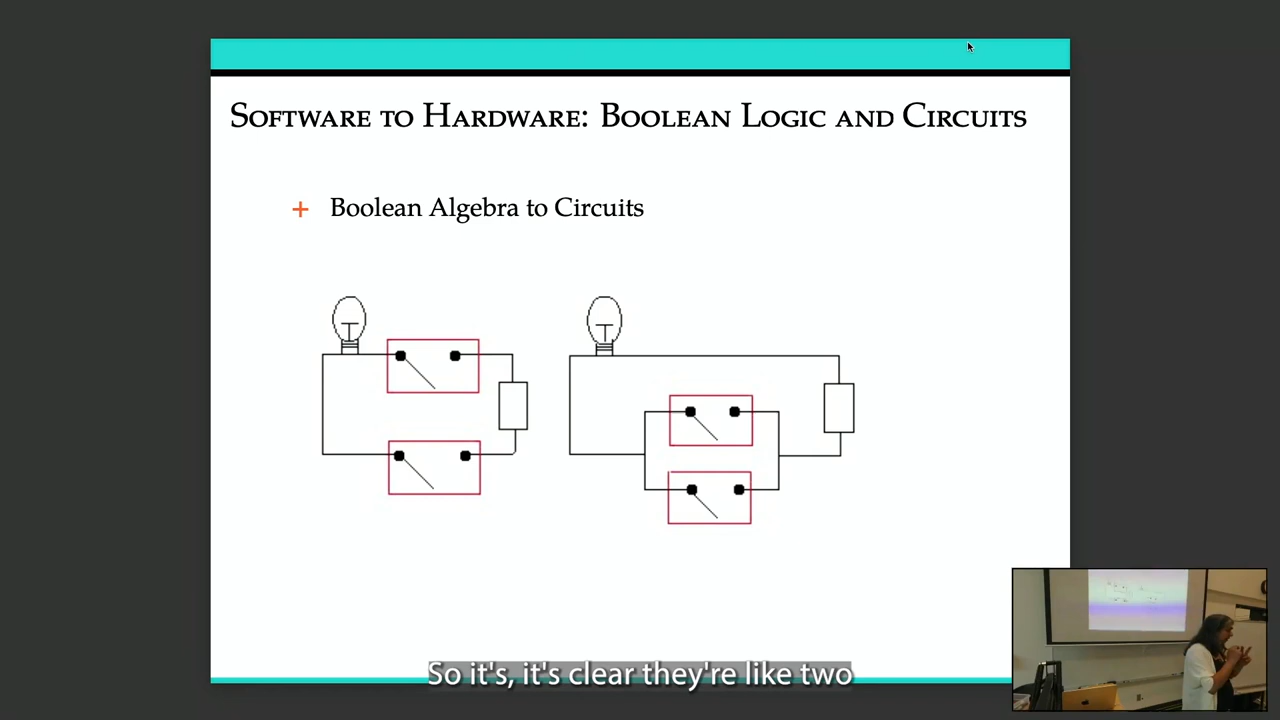 Software to Hardware: Boolean Logic and Circuits
+ Boolean Algebra to Circuits
So it's, it's clear they're like two